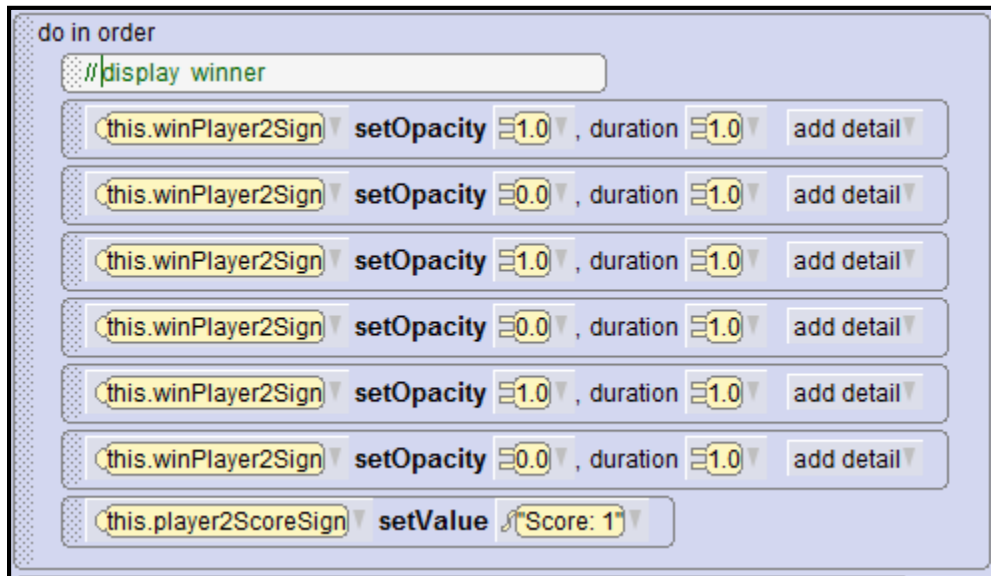 do in order
//display winner
this.winPlayer2Sign setOpacity 1.0 , duration 1.0 add detail
this.winPlayer2Sign setOpacity 0.0 , duration 1.0 add detail
this.winPlayer2Sign setOpacity 1.0 , duration 1.0 add detail
this.winPlayer2Sign setOpacity 0.0 , duration 1.0 add detail
this.winPlayer2Sign setOpacity 1.0 , duration 1.0 add detail
this.winPlayer2Sign setOpacity 0.0 , duration 1.0 add detail
this.player2ScoreSign setValue "Score: 1"